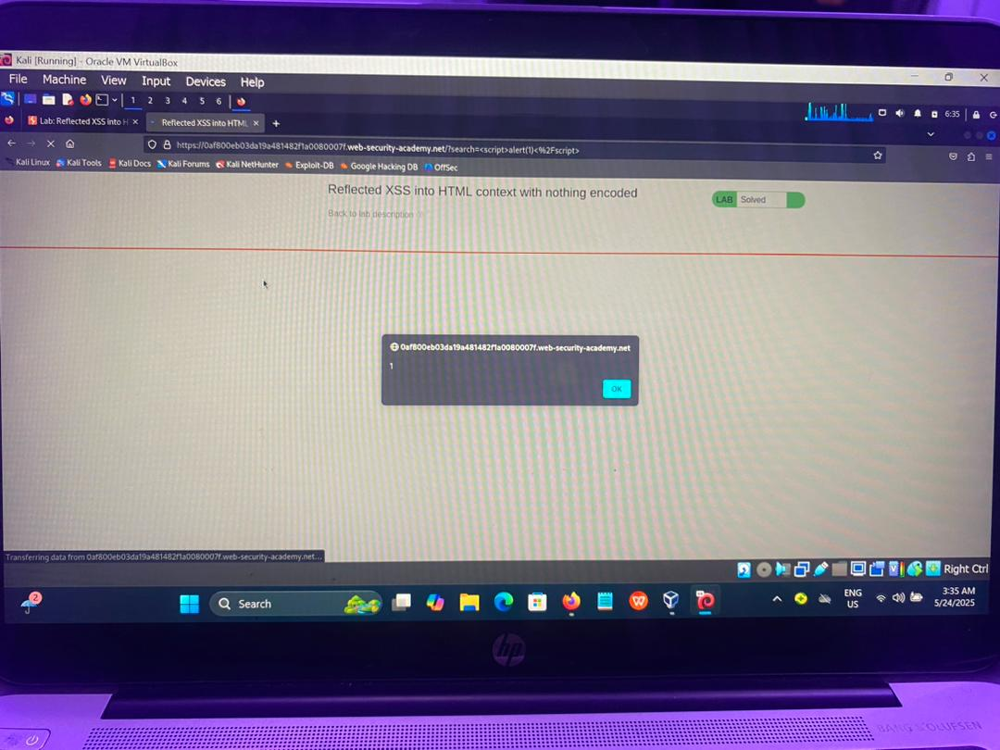 Kali [Running] - Oracle VM VirtualBox
File Machine View Input Devices Help
1 2 3 4 5 6
6:35
Lab: Reflected XSS into H
Reflected XSS into HTML
https://0af800eb03da19a481482f1a0080007f.web-security-academy.net/?search=<script>alert(1)<%2Fscript>
Kali Linux Kali Tools Kali Docs Kali Forums Kali NetHunter Exploit-DB Google Hacking DB OffSec
Reflected XSS into HTML context with nothing encoded
LAB Solved
Back to lab description
0af800eb03da19a481482f1a0080007f.web-security-academy.net
1
OK
Transferring data from 0af800eb03da19a481482f1a0080007f.web-security-academy.net...
Right Ctrl
2
Search
ENG
US
3:35 AM
5/24/2025
hp
BANG & OLUFSEN